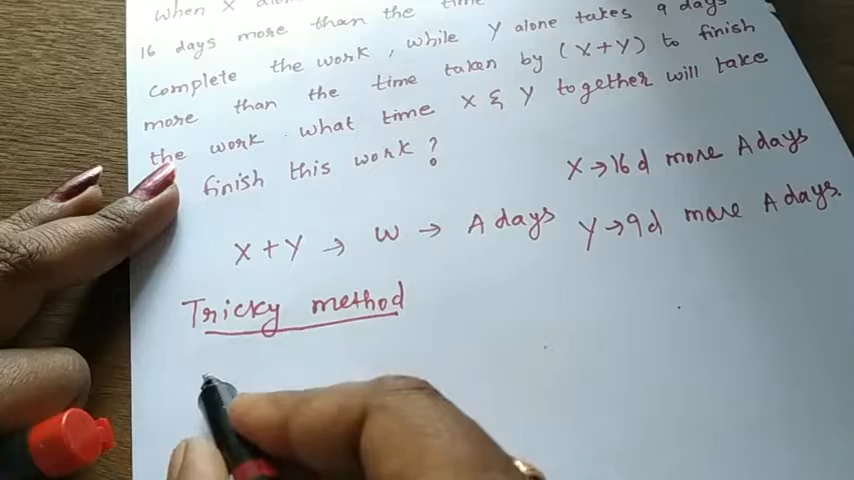 When X
16 days more than the time
complete the work, while Y alone takes 9 days
more than the time taken by (X+Y) to finish
the work. what time X & Y together will take
finish this work?
X → 16 d more A days
X + Y → W → A days
Y → 9 d more A days.
Tricky method